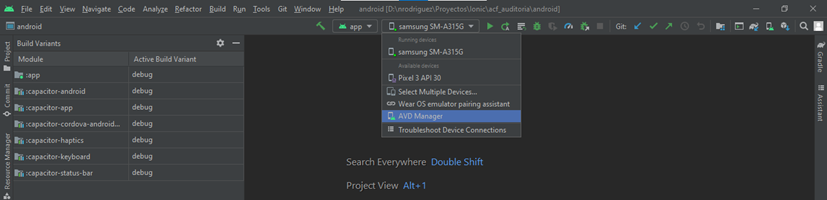 File Edit View Navigate Code Analyze Refactor Build Run Tools Git Window Help android [D:\nrodriguez\Proyectos\Ionic\acf_auditoria\android]
android
app
samsung SM-A315G
Git:
Project
Commit
Resource Manager
Build Variants
Module Active Build Variant
:app debug
:capacitor-android debug
:capacitor-app debug
:capacitor-cordova-android... debug
:capacitor-haptics debug
:capacitor-keyboard debug
:capacitor-status-bar debug
Running devices
samsung SM-A315G
Available devices
Pixel 3 API 30
Select Multiple Devices...
Wear OS emulator pairing assistant
AVD Manager
Troubleshoot Device Connections
Search Everywhere Double Shift
Project View Alt+1
Gradle
Assistant